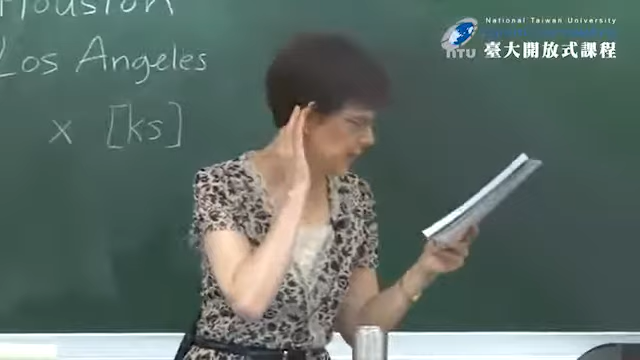 Houston
Los Angeles
x [ks]
National Taiwan University
臺大開放式課程
NTU